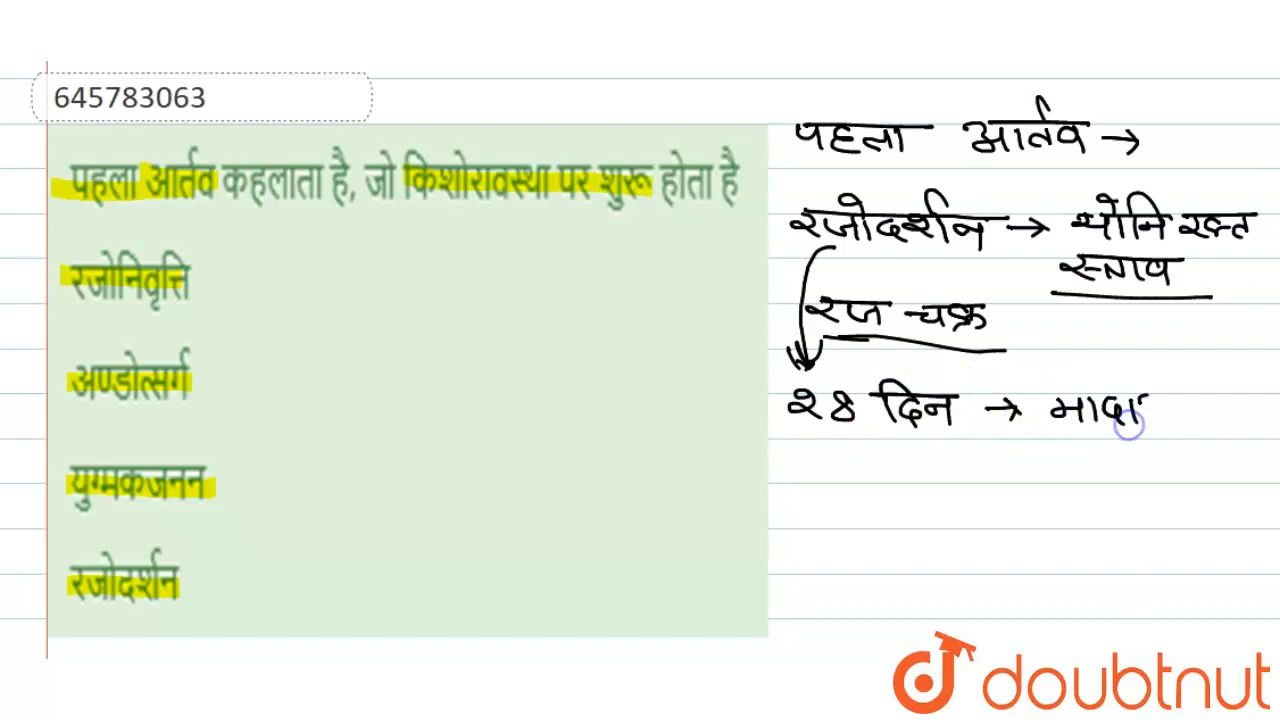 645783063
पहला आर्तव कहलाता है, जो किशोरावस्था पर शुरू होता है
रजोनिवृत्ति
अण्डोत्सर्ग
युग्मकजनन
रजोदर्शन
पहला आर्तव →
रजोदर्शन → योनि रक्त
स्त्राव
रज चक्र
28 दिन → मादा
doubtnut